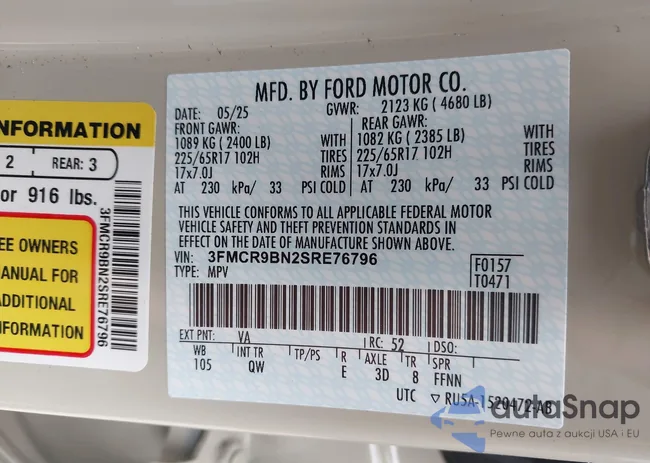 NFORMATION
2 REAR: 3
or 916 lbs.
EE OWNERS
ANUAL FOR
ADDITIONAL
INFORMATION
3FMCR9BN2SRE76796
MFD. BY FORD MOTOR CO.
DATE: 05/25 GVWR: 2123 KG ( 4680 LB)
FRONT GAWR: REAR GAWR:
1089 KG ( 2400 LB) WITH 1082 KG ( 2385 LB) WITH
225/65R17 102H TIRES 225/65R17 102H TIRES
17x7.0J RIMS 17x7.0J RIMS
AT 230 kPa/ 33 PSI COLD AT 230 kPa/ 33 PSI COLD
THIS VEHICLE CONFORMS TO ALL APPLICABLE FEDERAL MOTOR
VEHICLE SAFETY AND THEFT PREVENTION STANDARDS IN
EFFECT ON THE DATE OF MANUFACTURE SHOWN ABOVE.
VIN: 3FMCR9BN2SRE76796 F0157
TYPE: MPV T0471
EXT PNT: VA RC: 52 DSO:
WB INT TR TP/PS R AXLE TR SPR
105 QW E 3D 8 FFNN
UTC ▽ RU5A-1520472-AB
autaSnap
Pewne auta z aukcji USA i EU